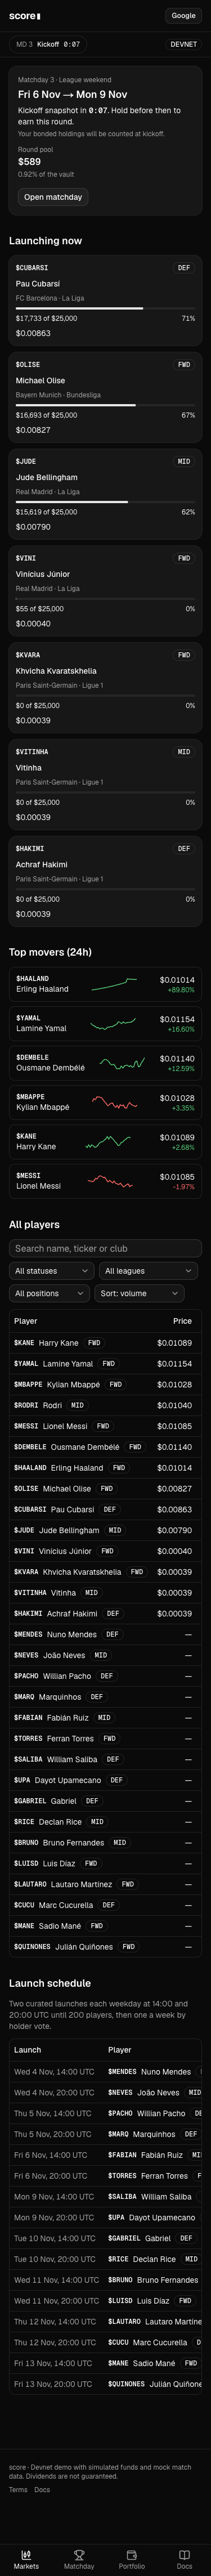 score
Google
MD 3 Kickoff 0:07
DEVNET
Matchday 3 · League weekend
Fri 6 Nov → Mon 9 Nov
Kickoff snapshot in 0:07. Hold before then to
earn this round.
Your bonded holdings will be counted at kickoff.
Round pool
$589
0.92% of the vault
Open matchday
Launching now
$CUBARSI DEF
Pau Cubarsí
FC Barcelona · La Liga
$17,733 of $25,000 71%
$0.00863
$OLISE FWD
Michael Olise
Bayern Munich · Bundesliga
$16,693 of $25,000 67%
$0.00827
$JUDE MID
Jude Bellingham
Real Madrid · La Liga
$15,619 of $25,000 62%
$0.00790
$VINI FWD
Vinícius Júnior
Real Madrid · La Liga
$55 of $25,000 0%
$0.00040
$KVARA FWD
Khvicha Kvaratskhelia
Paris Saint-Germain · Ligue 1
$0 of $25,000 0%
$0.00039
$VITINHA MID
Vitinha
Paris Saint-Germain · Ligue 1
$0 of $25,000 0%
$0.00039
$HAKIMI DEF
Achraf Hakimi
Paris Saint-Germain · Ligue 1
$0 of $25,000 0%
$0.00039
Top movers (24h)
$HAALAND $0.01014
Erling Haaland +89.80%
$YAMAL $0.01154
Lamine Yamal +16.60%
$DEMBELE $0.01140
Ousmane Dembélé +12.59%
$MBAPPE $0.01028
Kylian Mbappé +3.35%
$KANE $0.01089
Harry Kane +2.68%
$MESSI $0.01085
Lionel Messi -1.97%
All players
Search name, ticker or club
All statuses All leagues
All positions Sort: volume
Player Price
$KANE Harry Kane FWD $0.01089
$YAMAL Lamine Yamal FWD $0.01154
$MBAPPE Kylian Mbappé FWD $0.01028
$RODRI Rodri MID $0.01040
$MESSI Lionel Messi FWD $0.01085
$DEMBELE Ousmane Dembélé FWD $0.01140
$HAALAND Erling Haaland FWD $0.01014
$OLISE Michael Olise FWD $0.00827
$CUBARSI Pau Cubarsí DEF $0.00863
$JUDE Jude Bellingham MID $0.00790
$VINI Vinícius Júnior FWD $0.00040
$KVARA Khvicha Kvaratskhelia FWD $0.00039
$VITINHA Vitinha MID $0.00039
$HAKIMI Achraf Hakimi DEF $0.00039
$MENDES Nuno Mendes DEF —
$NEVES João Neves MID —
$PACHO Willian Pacho DEF —
$MARQ Marquinhos DEF —
$FABIAN Fabián Ruiz MID —
$TORRES Ferran Torres FWD —
$SALIBA William Saliba DEF —
$UPA Dayot Upamecano DEF —
$GABRIEL Gabriel DEF —
$RICE Declan Rice MID —
$BRUNO Bruno Fernandes MID —
$LUISD Luis Díaz FWD —
$LAUTARO Lautaro Martínez FWD —
$CUCU Marc Cucurella DEF —
$MANE Sadio Mané FWD —
$QUINONES Julián Quiñones FWD —
Launch schedule
Two curated launches each weekday at 14:00 and
20:00 UTC until 200 players, then one a week by
holder vote.
Launch Player
Wed 4 Nov, 14:00 UTC $MENDES Nuno Mendes
Wed 4 Nov, 20:00 UTC $NEVES João Neves MID
Thu 5 Nov, 14:00 UTC $PACHO Willian Pacho DE
Thu 5 Nov, 20:00 UTC $MARQ Marquinhos DEF
Fri 6 Nov, 14:00 UTC $FABIAN Fabián Ruiz MI
Fri 6 Nov, 20:00 UTC $TORRES Ferran Torres F
Mon 9 Nov, 14:00 UTC $SALIBA William Saliba
Mon 9 Nov, 20:00 UTC $UPA Dayot Upamecano
Tue 10 Nov, 14:00 UTC $GABRIEL Gabriel DEF
Tue 10 Nov, 20:00 UTC $RICE Declan Rice MID
Wed 11 Nov, 14:00 UTC $BRUNO Bruno Fernandes
Wed 11 Nov, 20:00 UTC $LUISD Luis Díaz FWD
Thu 12 Nov, 14:00 UTC $LAUTARO Lautaro Martíne
Thu 12 Nov, 20:00 UTC $CUCU Marc Cucurella D
Fri 13 Nov, 14:00 UTC $MANE Sadio Mané FWD
Fri 13 Nov, 20:00 UTC $QUINONES Julián Quiñone
score · Devnet demo with simulated funds and mock match
data. Dividends are not guaranteed.
Terms Docs
Markets Matchday Portfolio Docs